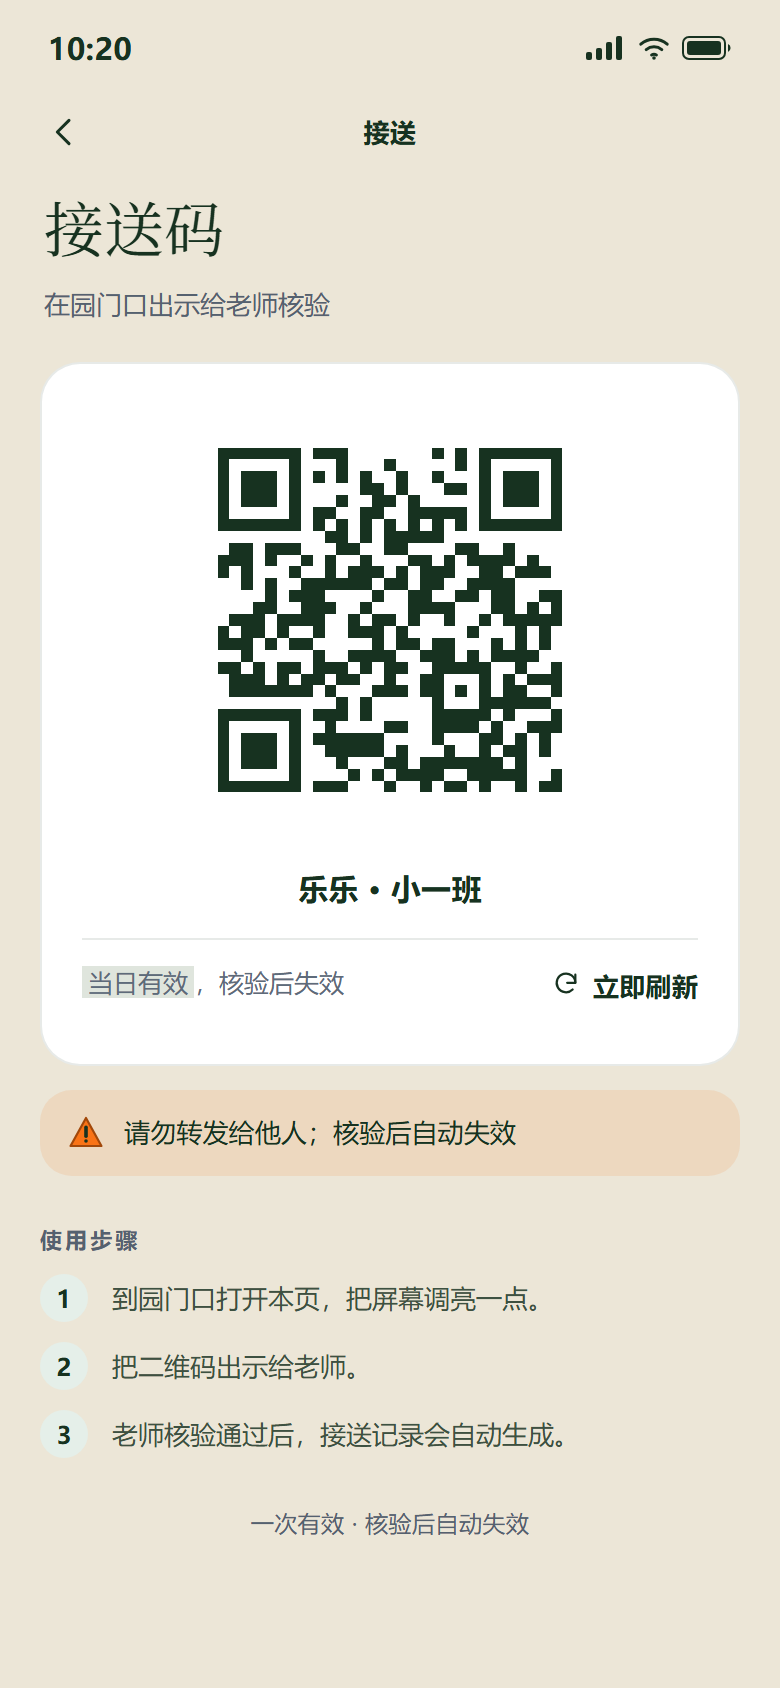 10:20
接送
接送码
在园门口出示给老师核验
乐乐 · 小一班
当日有效，核验后失效
立即刷新
请勿转发给他人；核验后自动失效
使用步骤
1 到园门口打开本页，把屏幕调亮一点。
2 把二维码出示给老师。
3 老师核验通过后，接送记录会自动生成。
一次有效 · 核验后自动失效